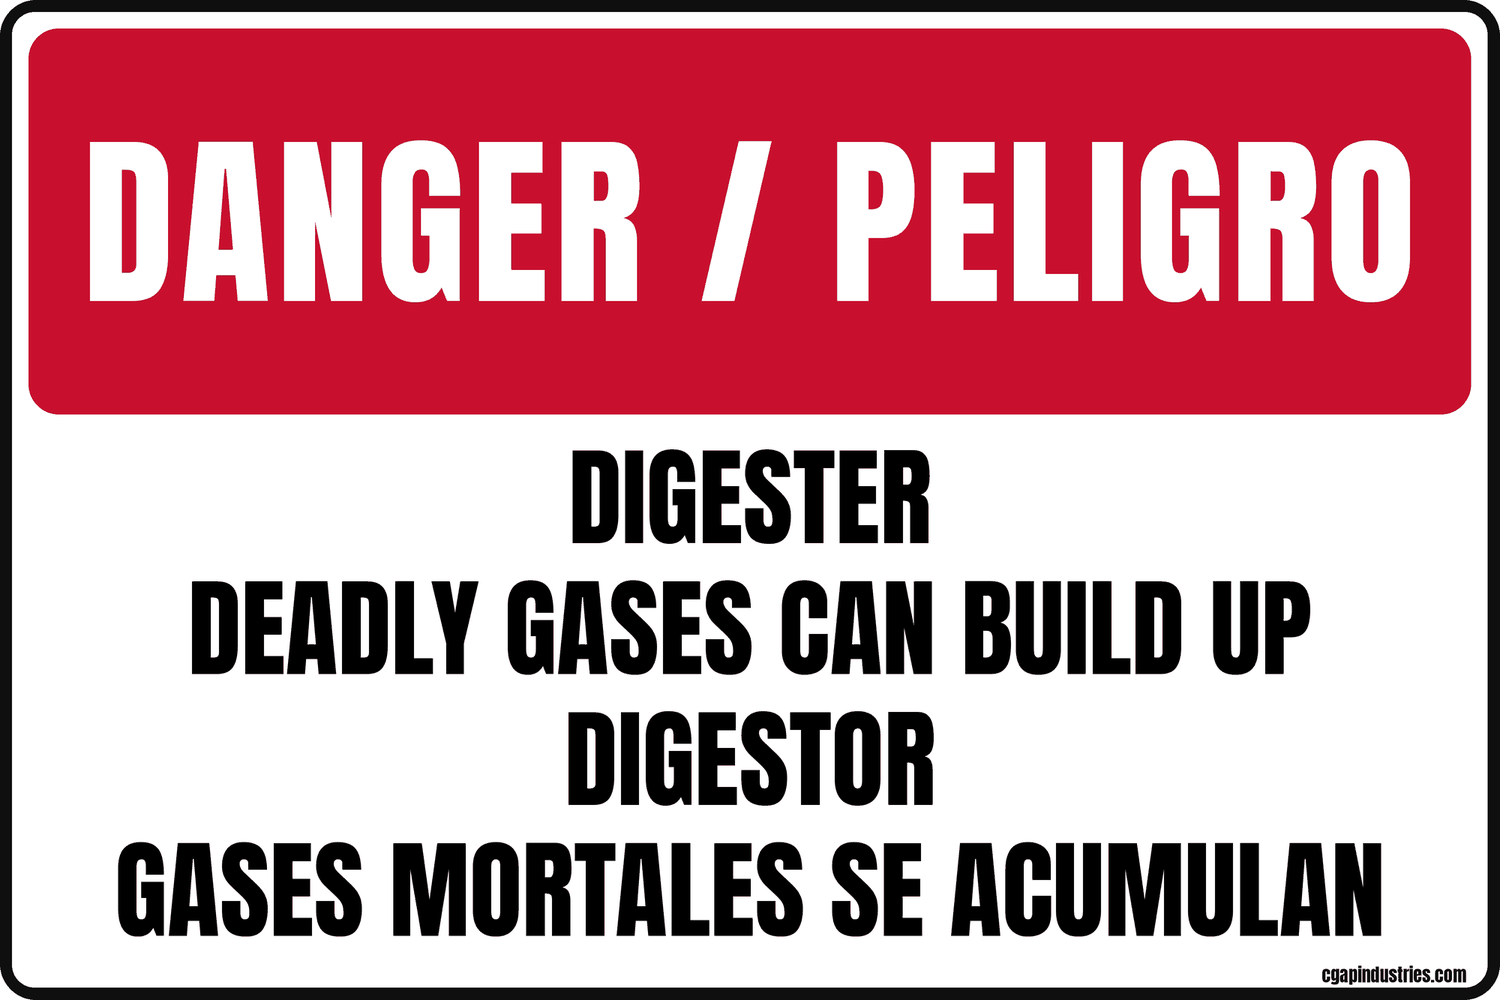 DANGER / PELIGRO
DIGESTER
DEADLY GASES CAN BUILD UP
DIGESTOR
GASES MORTALES SE ACUMULAN
cgapindustries.com